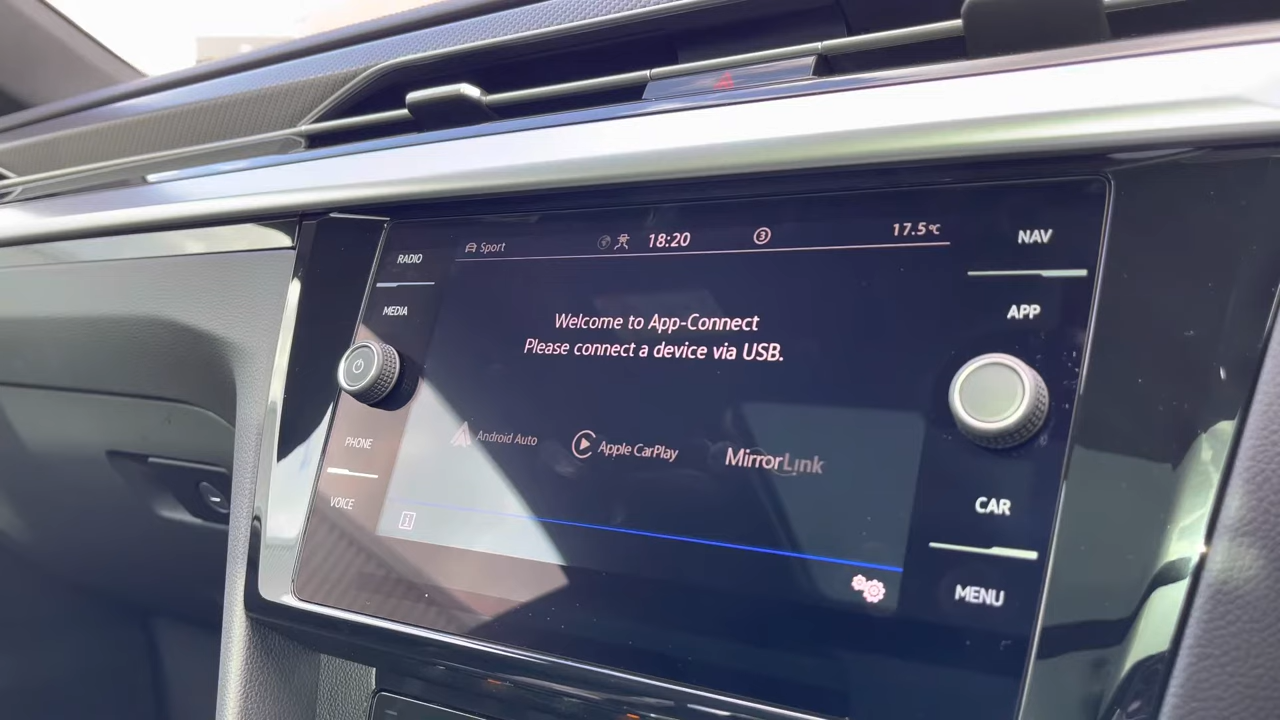 Sport
18:20
3
17.5°C
RADIO
MEDIA
PHONE
VOICE
Welcome to App-Connect
Please connect a device via USB.
Android Auto
Apple CarPlay
MirrorLink
i
NAV
APP
CAR
MENU